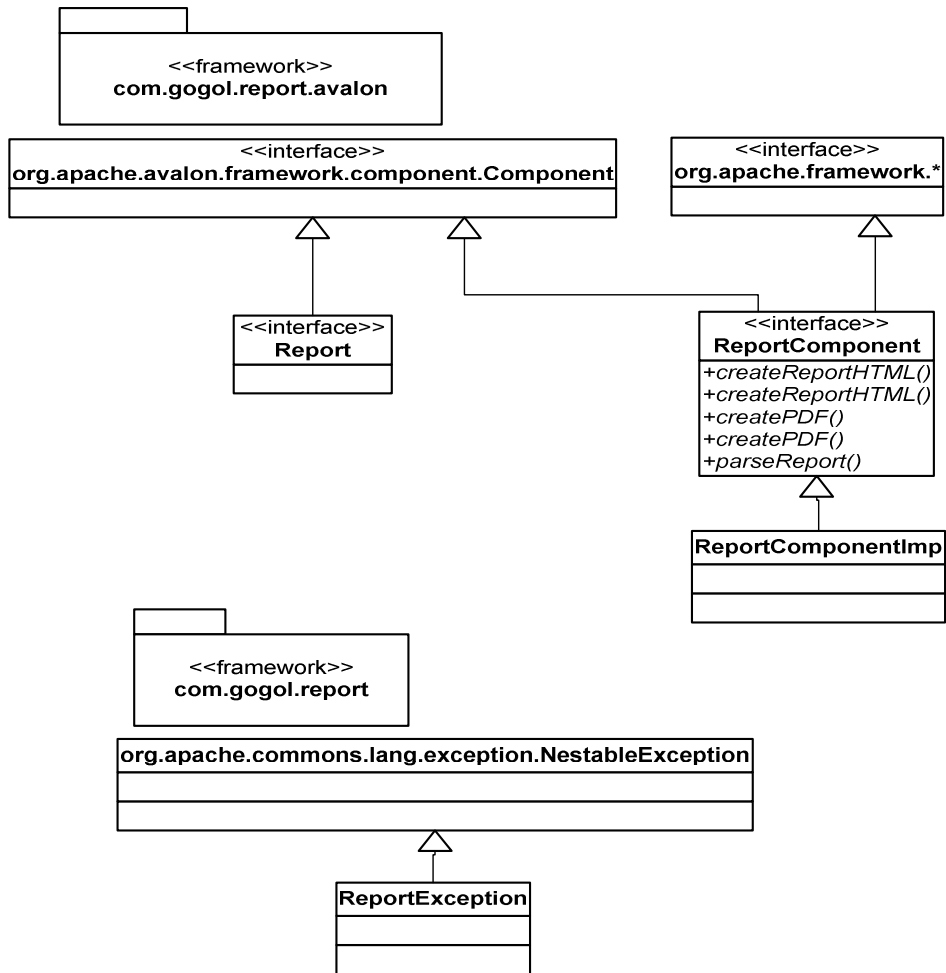 <<framework>>
com.gogol.report.avalon
<<interface>>
org.apache.avalon.framework.component.Component
<<interface>>
org.apache.framework.*
<<interface>>
Report
<<interface>>
ReportComponent
+createReportHTML()
+createReportHTML()
+createPDF()
+createPDF()
+parseReport()
ReportComponentImp
<<framework>>
com.gogol.report
org.apache.commons.lang.exception.NestableException
ReportException